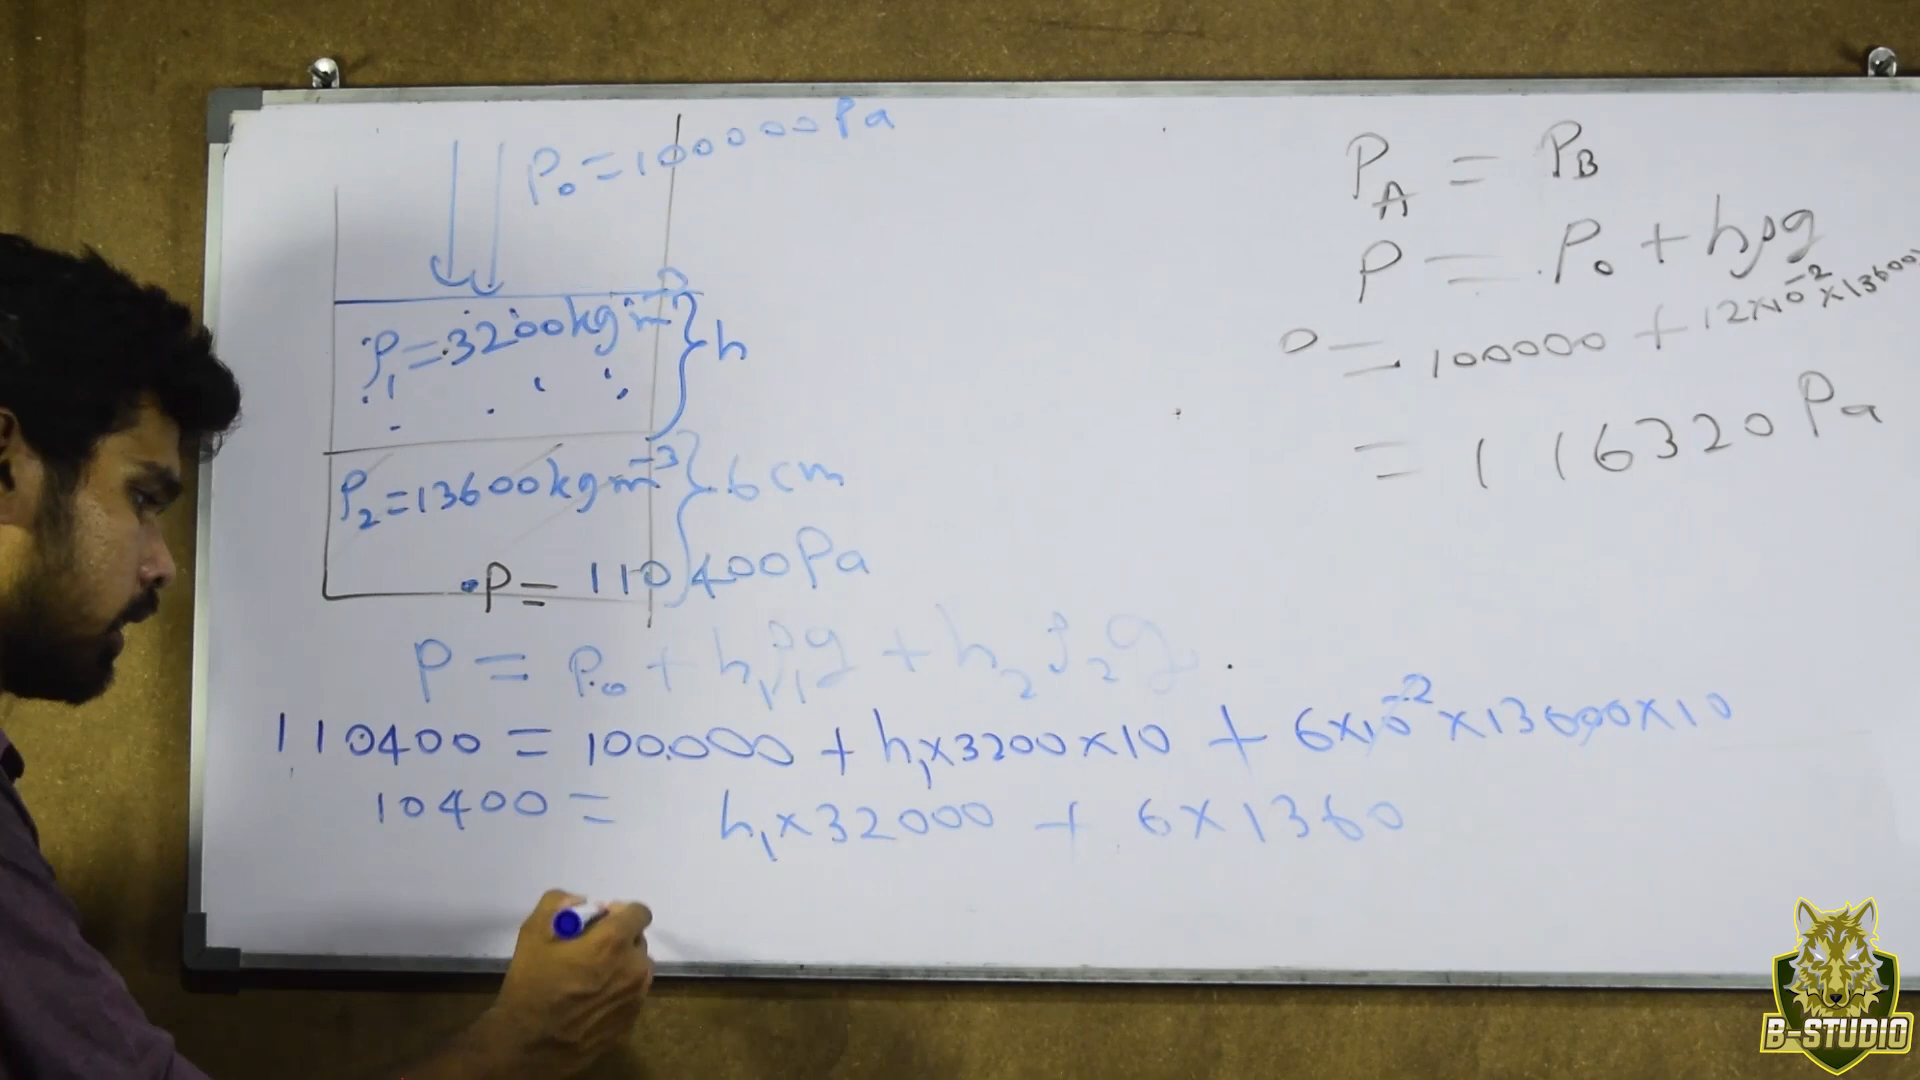 P₀ = 100000 Pa
ρ₁ = 3200 kg m⁻³ } h
ρ₂ = 13600 kg m⁻³ } 6 cm
P = 110400 Pa
P = P₀ + h₁ρ₁g + h₂ρ₂g
110400 = 100000 + h₁×3200×10 + 6×10⁻²×13600×10
10400 = h₁×32000 + 6×1360
P_A = P_B
P = P₀ + hρg
= 100000 + 12×10⁻²×13600
= 116320 Pa
B-STUDIO